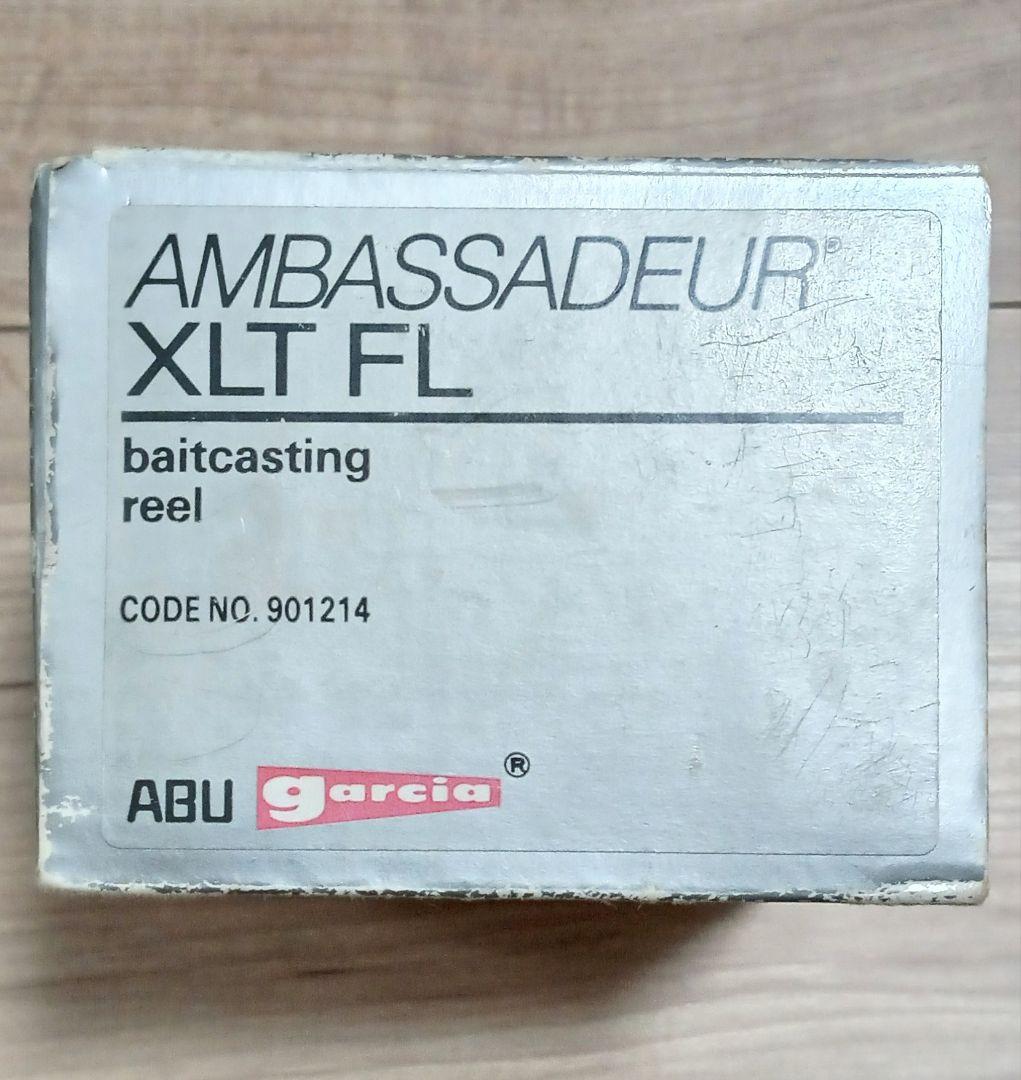 AMBASSADEUR®
XLT FL
baitcasting
reel
CODE NO. 901214
ABU garcia ®